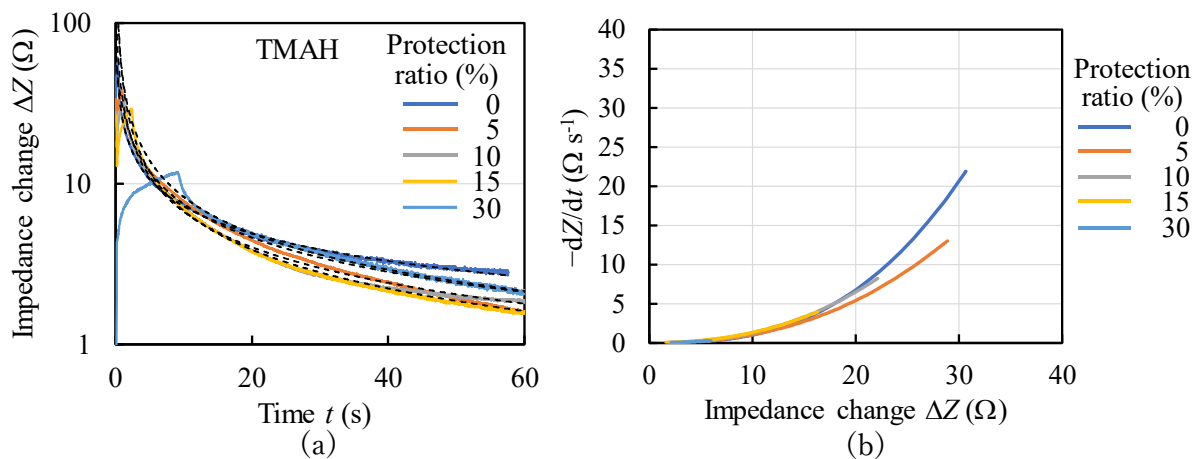 100
10
1
Impedance change ΔZ (Ω)
TMAH
Protection
ratio (%)
0
5
10
15
30
0
20
40
60
Time t (s)
(a)
40
35
30
25
20
15
10
5
0
−dZ/dt (Ω s-1)
0
10
20
30
40
Impedance change ΔZ (Ω)
(b)
Protection
ratio (%)
0
5
10
15
30